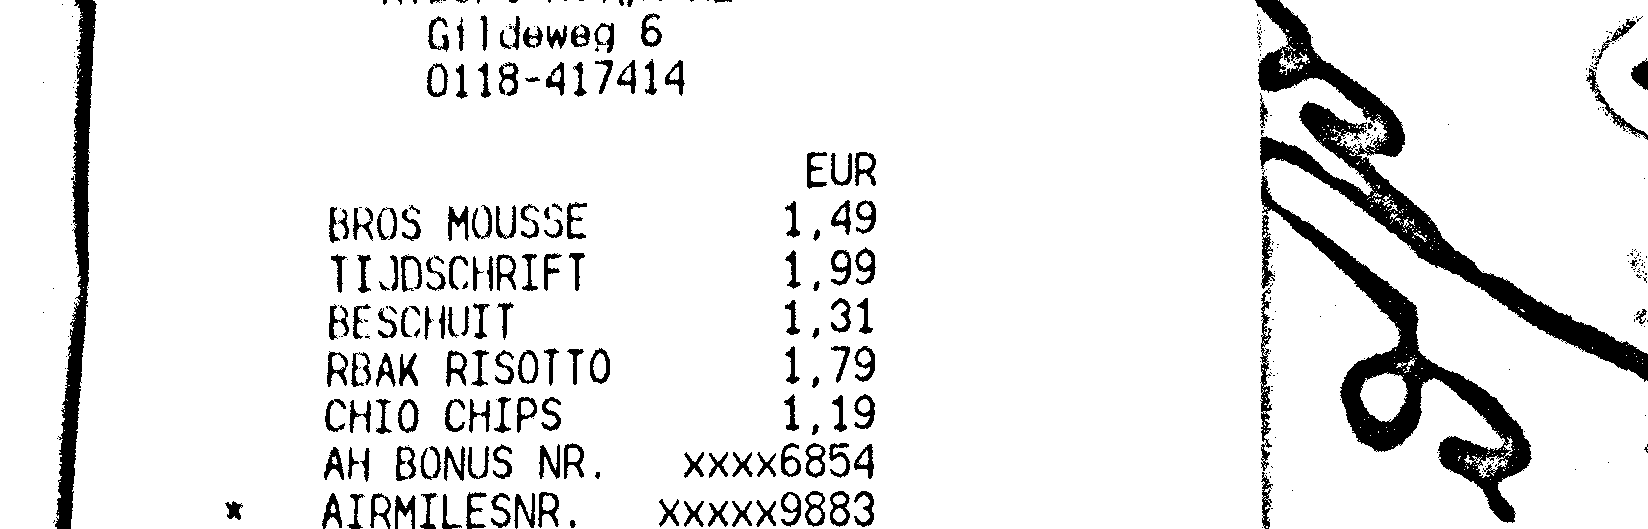 Gildeweg 6
0118-417414
EUR
BROS MOUSSE 1,49
TIJDSCHRIFT 1,99
BESCHUIT 1,31
RBAK RISOTTO 1,79
CHIO CHIPS 1,19
AH BONUS NR. xxxx6854
* AIRMILESNR. xxxxx9883